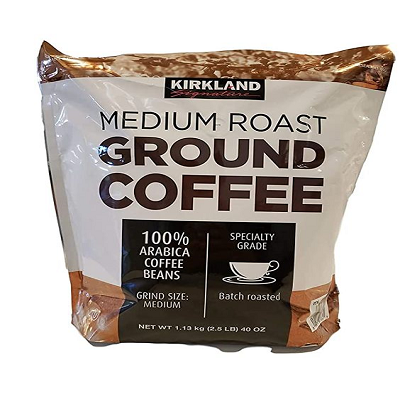 KIRKLAND
Signature
MEDIUM ROAST
GROUND
COFFEE
100%
ARABICA
COFFEE
BEANS
GRIND SIZE:
MEDIUM
SPECIALTY
GRADE
Batch roasted
NET WT 1.13 kg (2.5 LB) 40 OZ